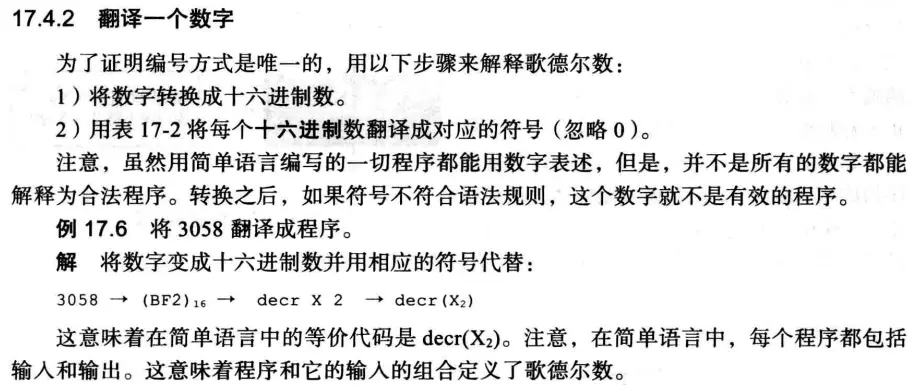 17.4.2 翻译一个数字
为了证明编号方式是唯一的，用以下步骤来解释歌德尔数：
1）将数字转换成十六进制数。
2）用表 17-2 将每个十六进制数翻译成对应的符号（忽略 0）。
注意，虽然用简单语言编写的一切程序都能用数字表述，但是，并不是所有的数字都能
解释为合法程序。转换之后，如果符号不符合语法规则，这个数字就不是有效的程序。
例 17.6 将 3058 翻译成程序。
解 将数字变成十六进制数并用相应的符号代替：
3058 → (BF2)₁₆ → decr X 2 → decr(X₂)
这意味着在简单语言中的等价代码是 decr(X₂)。注意，在简单语言中，每个程序都包括
输入和输出。这意味着程序和它的输入的组合定义了歌德尔数。